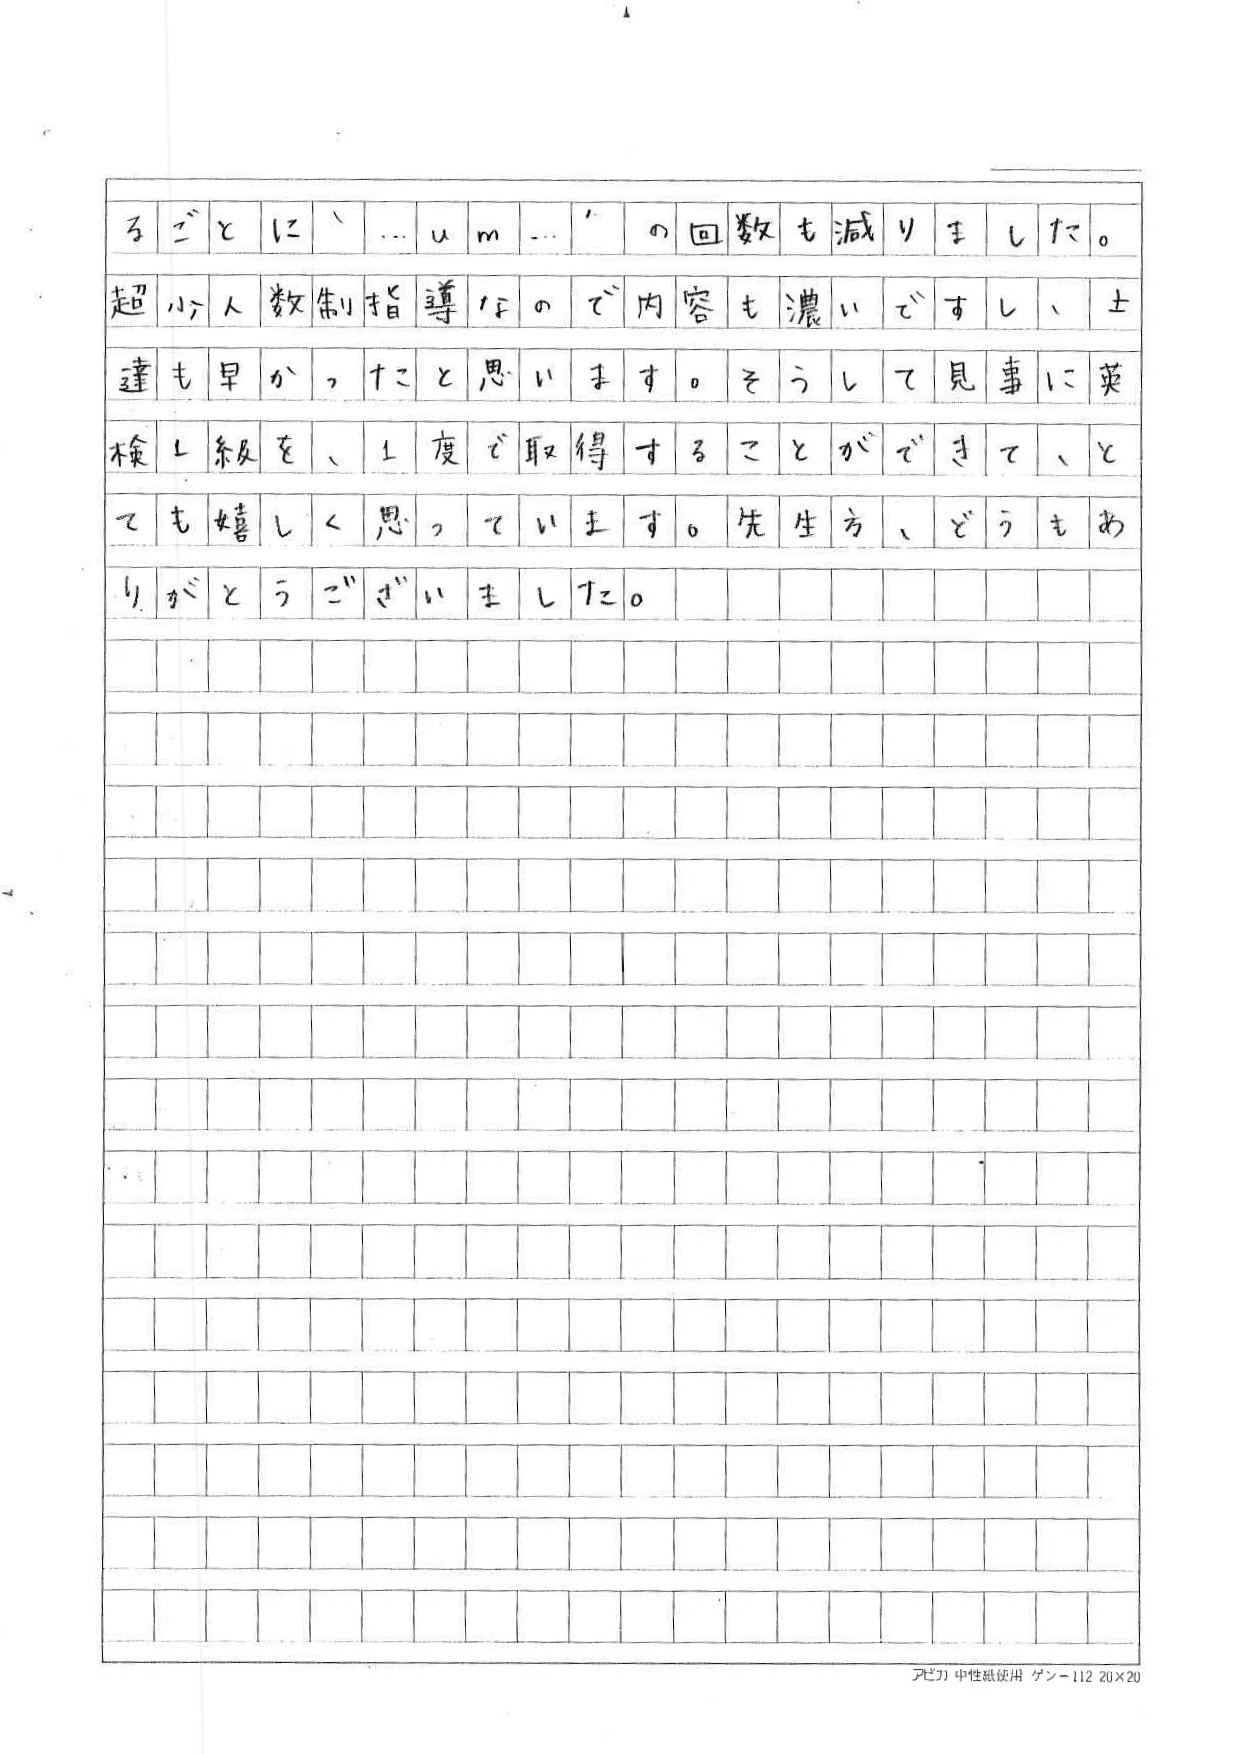 るごとに‵…um…′の回数も減りました。
超少人数制指導なので内容も濃いですし、上
達も早かったと思います。そうして見事に英
検1級を、1度で取得することができて、と
ても嬉しく思っています。先生方、どうもあ
りがとうございました。
アピカ 中性紙使用 ゲンー112 20×20